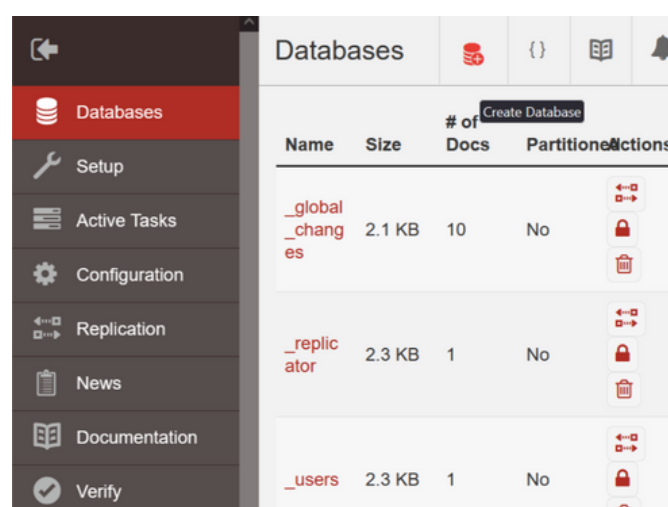 Databases
{ }
Databases
Setup
Active Tasks
Configuration
Replication
News
Documentation
Verify
Create Database
Name Size # of Docs Partitioned Actions
_global
_chang
es
2.1 KB 10 No
_replic
ator
2.3 KB 1 No
_users 2.3 KB 1 No